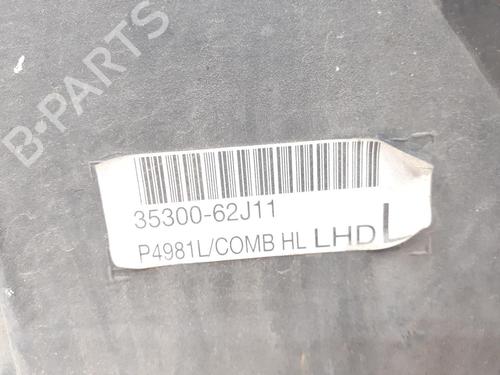 B-PARTS
35300-62J11
P4981L/COMB HL LHD L